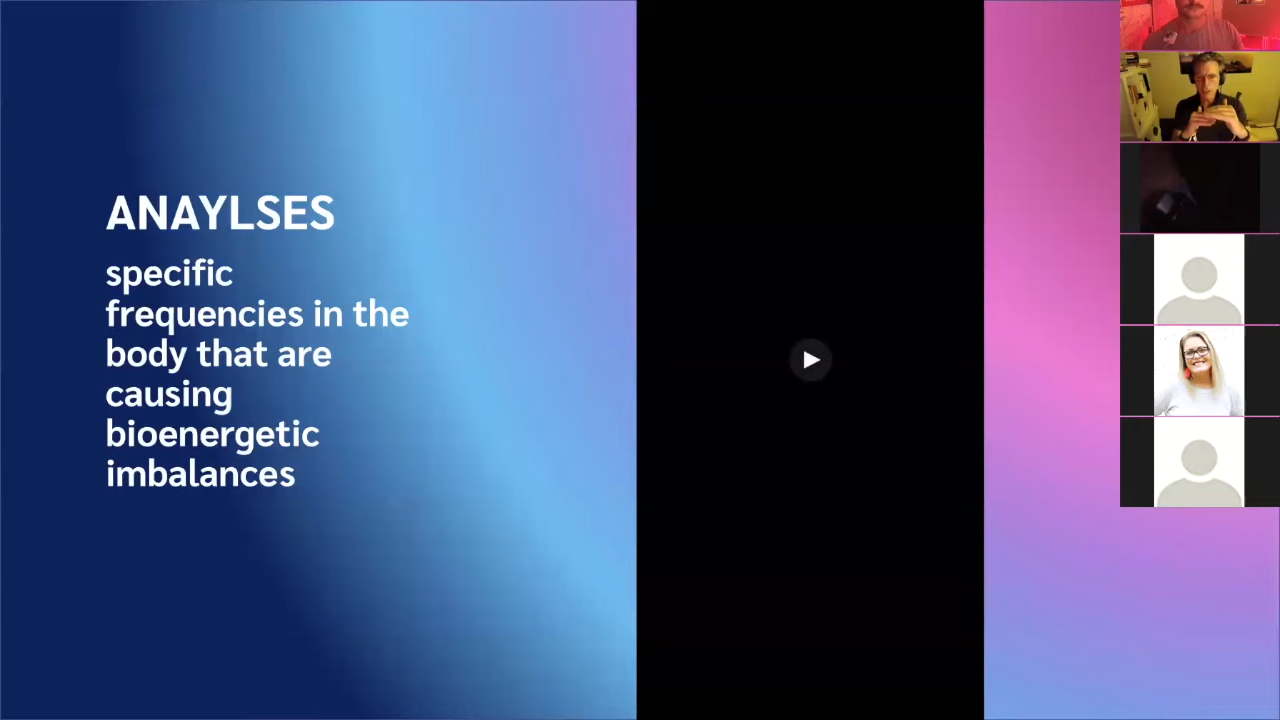 ANAYLSES
specific
frequencies in the
body that are
causing
bioenergetic
imbalances